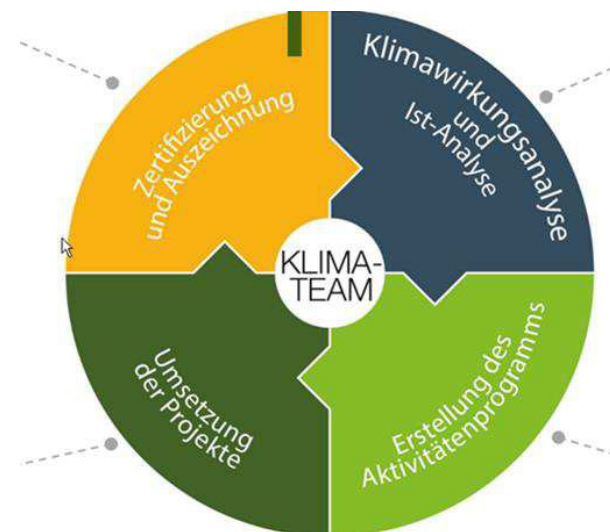 Klimawirkungsanalyse
und
Ist-Analyse
Erstellung des
Aktivitätenprogramms
Umsetzung
der Projekte
Zertifizierung
und Auszeichnung
KLIMA-
TEAM